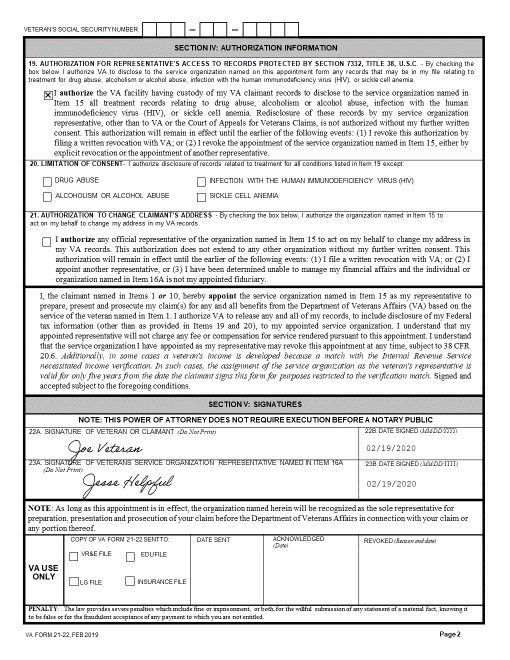 VETERAN'S SOCIAL SECURITY NUMBER
SECTION IV: AUTHORIZATION INFORMATION
19. AUTHORIZATION FOR REPRESENTATIVE'S ACCESS TO RECORDS PROTECTED BY SECTION 7332, TITLE 38, U.S.C. - By checking the
box below I authorize VA to disclose to the service organization named on this appointment form any records that may be in my file relating to
treatment for drug abuse, alcoholism or alcohol abuse, infection with the human immunodeficiency virus (HIV), or sickle cell anemia.
I authorize the VA facility having custody of my VA claimant records to disclose to the service organization named in
Item 15 all treatment records relating to drug abuse, alcoholism or alcohol abuse, infection with the human
immunodeficiency virus (HIV), or sickle cell anemia. Redisclosure of these records by my service organization
representative, other than to VA or the Court of Appeals for Veterans Claims, is not authorized without my further written
consent. This authorization will remain in effect until the earlier of the following events: (1) I revoke this authorization by
filing a written revocation with VA; or (2) I revoke the appointment of the service organization named in Item 15, either by
explicit revocation or the appointment of another representative.
20. LIMITATION OF CONSENT- I authorize disclosure of records related to treatment for all conditions listed in Item 19 except:
DRUG ABUSE
INFECTION WITH THE HUMAN IMMUNODEFICIENCY VIRUS (HIV)
ALCOHOLISM OR ALCOHOL ABUSE
SICKLE CELL ANEMIA
21. AUTHORIZATION TO CHANGE CLAIMANT'S ADDRESS - By checking the box below, I authorize the organization named in Item 15 to
act on my behalf to change my address in my VA records.
I authorize any official representative of the organization named in Item 15 to act on my behalf to change my address in
my VA records. This authorization does not extend to any other organization without my further written consent. This
authorization will remain in effect until the earlier of the following events: (1) I file a written revocation with VA; or (2) I
appoint another representative, or (3) I have been determined unable to manage my financial affairs and the individual or
organization named in Item 16A is not my appointed fiduciary.
I, the claimant named in Items 1 or 10, hereby appoint the service organization named in Item 15 as my representative to
prepare, present and prosecute my claim(s) for any and all benefits from the Department of Veterans Affairs (VA) based on the
service of the veteran named in Item 1. I authorize VA to release any and all of my records, to include disclosure of my Federal
tax information (other than as provided in Items 19 and 20), to my appointed service organization. I understand that my
appointed representative will not charge any fee or compensation for service rendered pursuant to this appointment. I understand
that the service organization I have appointed as my representative may revoke this appointment at any time, subject to 38 CFR
20.6. Additionally, in some cases a veteran's income is developed because a match with the Internal Revenue Service
necessitated income verification. In such cases, the assignment of the service organization as the veteran's representative is
valid for only five years from the date the claimant signs this form for purposes restricted to the verification match. Signed and
accepted subject to the foregoing conditions.
SECTION V: SIGNATURES
NOTE: THIS POWER OF ATTORNEY DOES NOT REQUIRE EXECUTION BEFORE A NOTARY PUBLIC
22A. SIGNATURE OF VETERAN OR CLAIMANT (Do Not Print)
22B. DATE SIGNED (MM/DD/YYYY)
Joe Veteran
02/19/2020
23A. SIGNATURE OF VETERANS SERVICE ORGANIZATION REPRESENTATIVE NAMED IN ITEM 16A
(Do Not Print)
23B. DATE SIGNED (MM/DD/YYYY)
Jesse Helpful
02/19/2020
NOTE: As long as this appointment is in effect, the organization named herein will be recognized as the sole representative for
preparation, presentation and prosecution of your claim before the Department of Veterans Affairs in connection with your claim or
any portion thereof.
VA USE
ONLY
COPY OF VA FORM 21-22 SENT TO:
VR&E FILE
EDU FILE
LG FILE
INSURANCE FILE
DATE SENT
ACKNOWLEDGED
(Date)
REVOKED (Reason and date)
PENALTY: The law provides severe penalties which include fine or imprisonment, or both, for the willful submission of any statement of a material fact, knowing it
to be false or for the fraudulent acceptance of any payment to which you are not entitled.
VA FORM 21-22, FEB 2019
Page 2